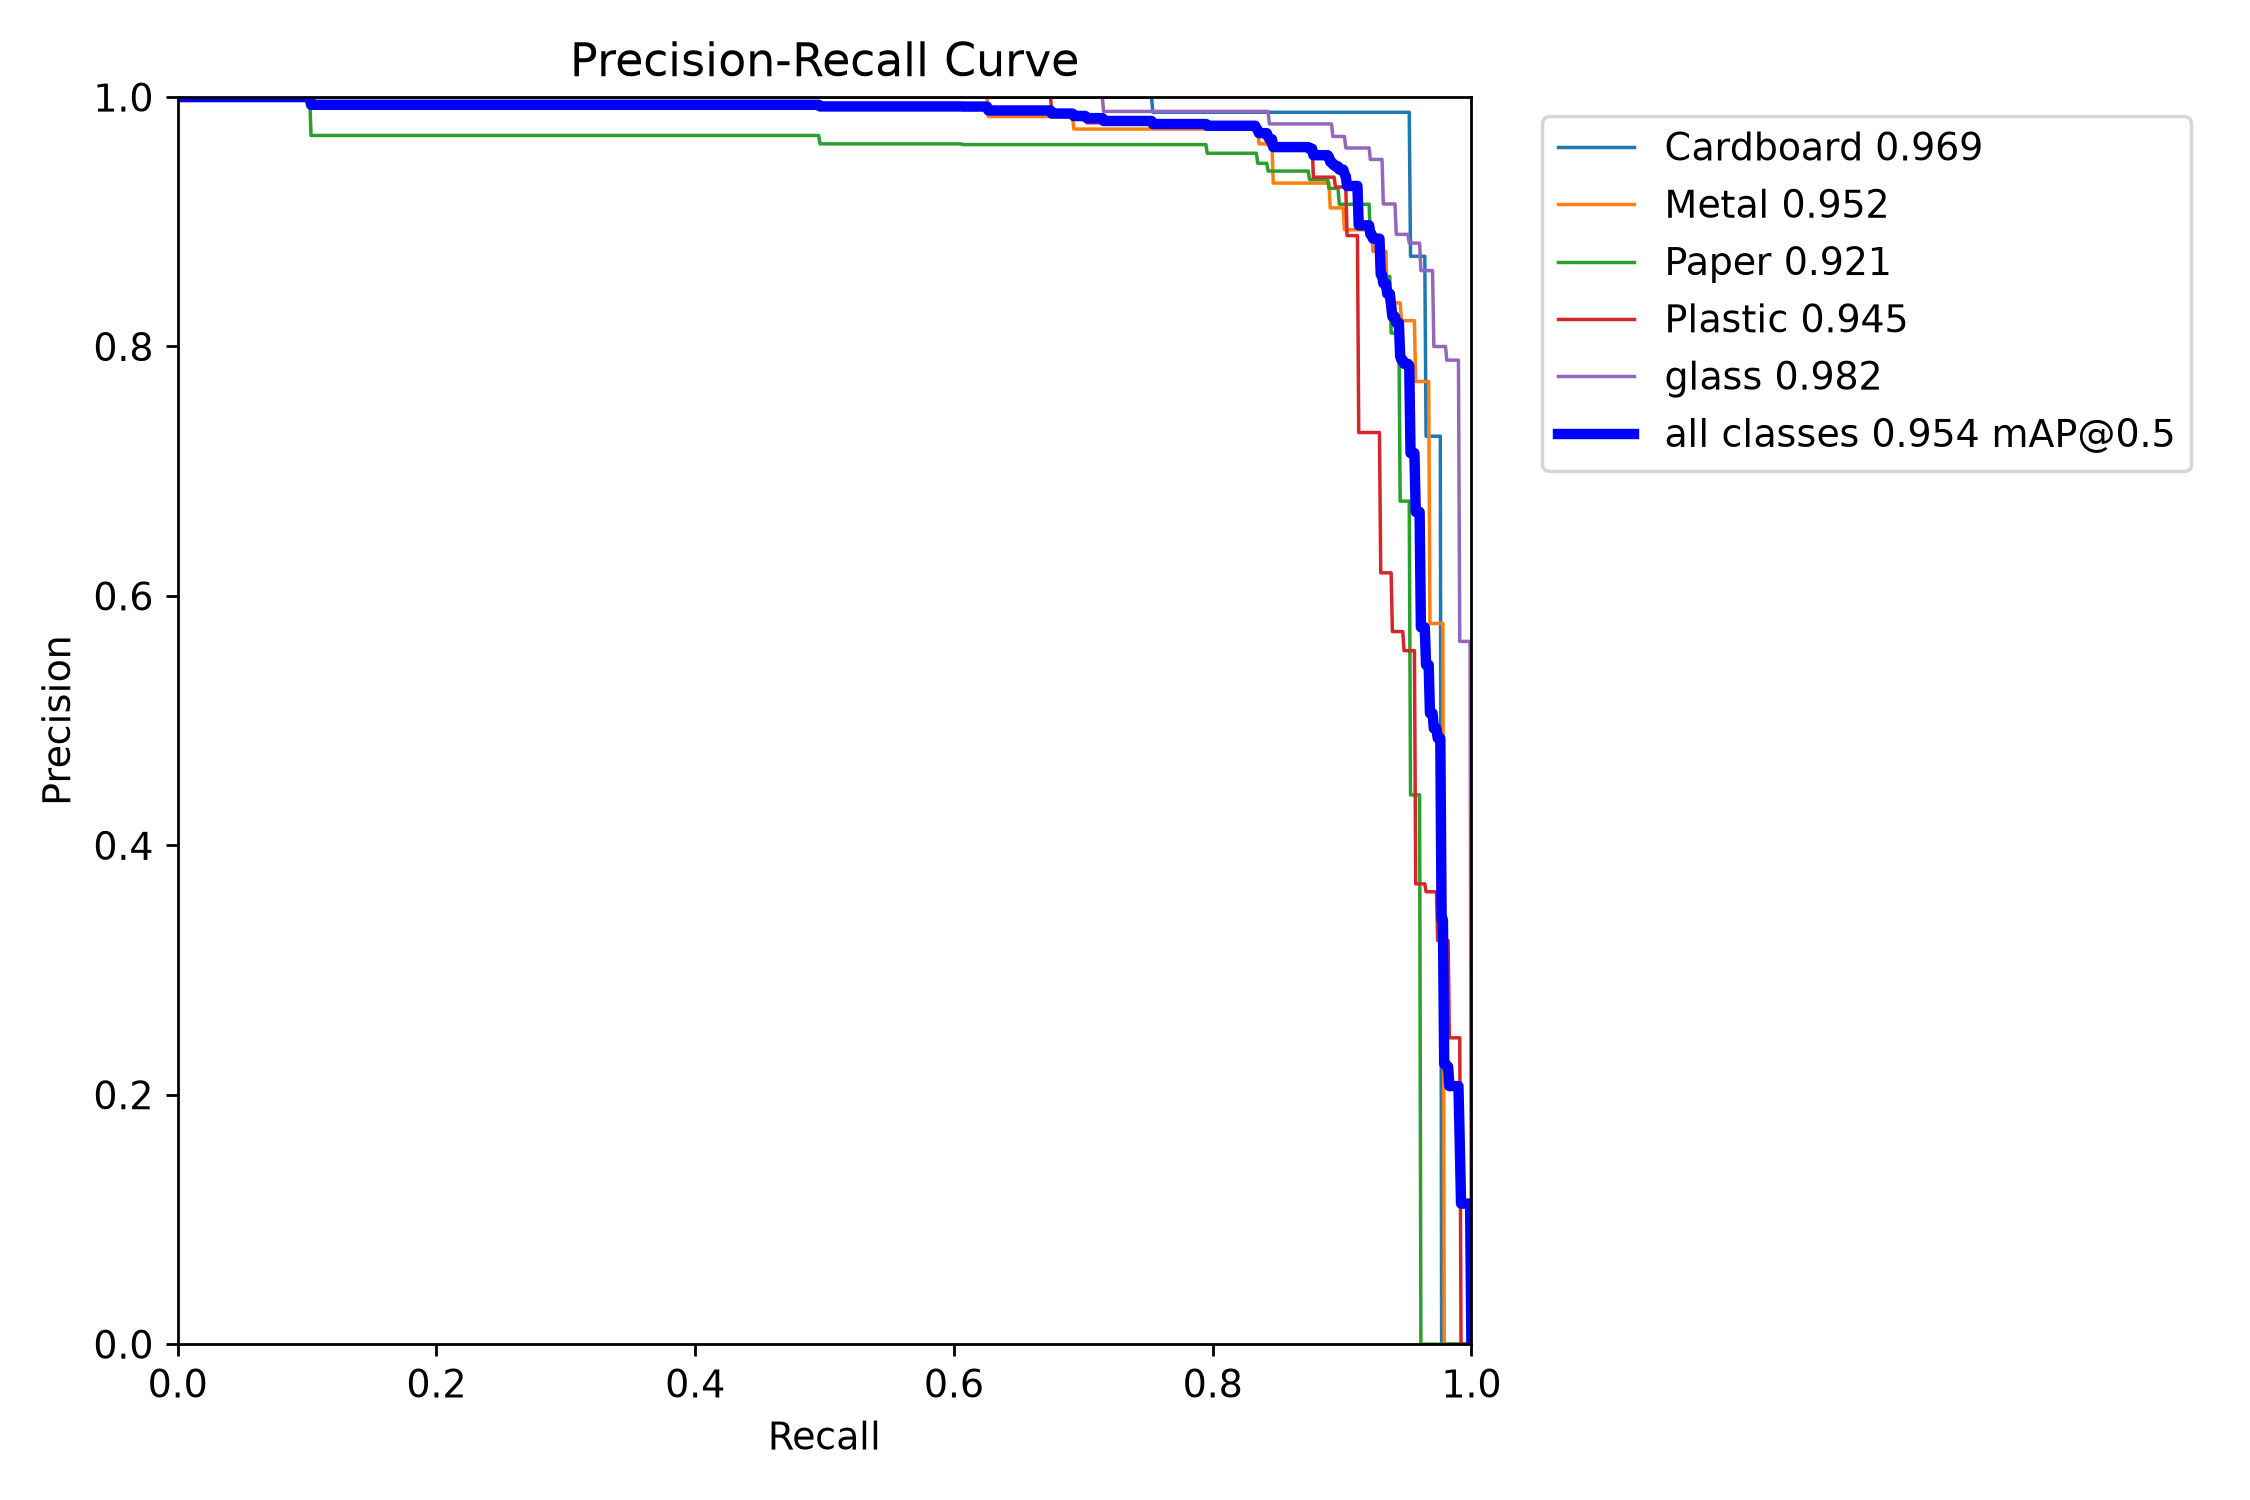 Precision-Recall Curve
1.0
0.8
0.6
0.4
0.2
0.0
Precision
0.0 0.2 0.4 0.6 0.8 1.0
Recall
Cardboard 0.969
Metal 0.952
Paper 0.921
Plastic 0.945
glass 0.982
all classes 0.954 mAP@0.5